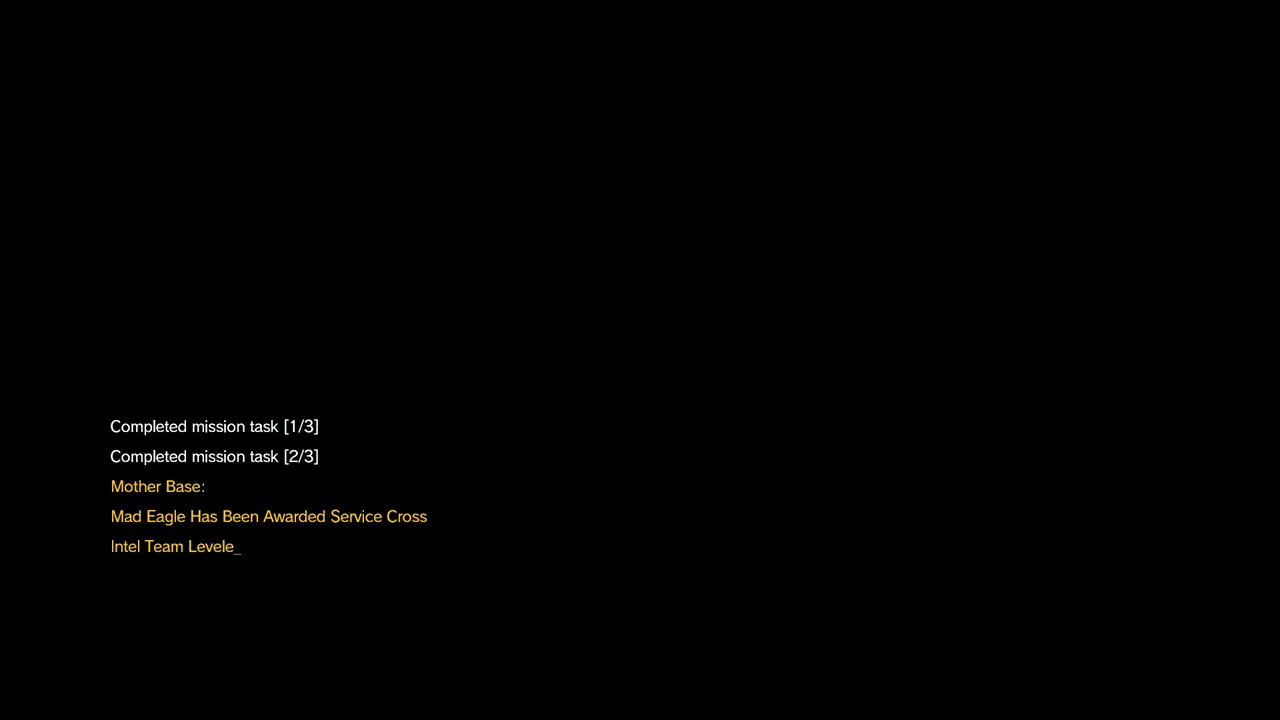 Completed mission task [1/3]
Completed mission task [2/3]
Mother Base:
Mad Eagle Has Been Awarded Service Cross
Intel Team Levele_